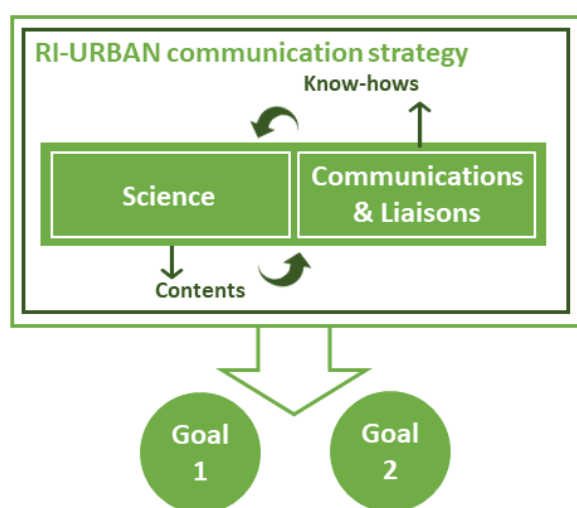 RI-URBAN communication strategy
Know-hows
Science
Communications
& Liaisons
Contents
Goal
1
Goal
2